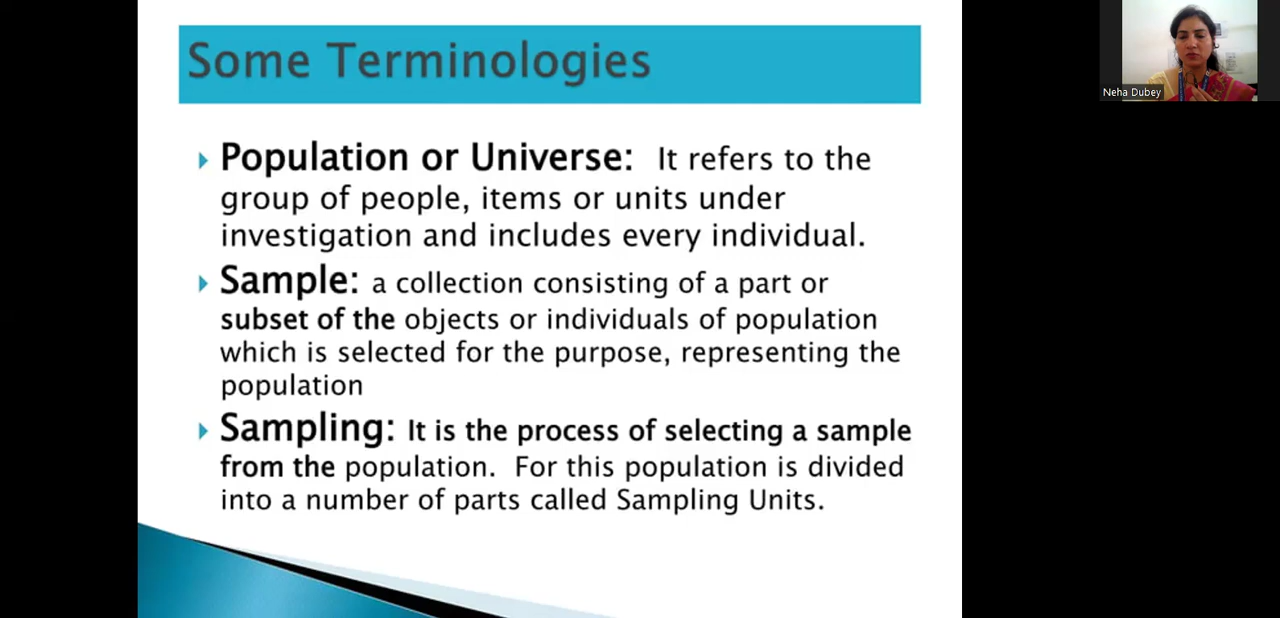 Some Terminologies
Population or Universe: It refers to the
group of people, items or units under
investigation and includes every individual.
Sample: a collection consisting of a part or
subset of the objects or individuals of population
which is selected for the purpose, representing the
population
Sampling: It is the process of selecting a sample
from the population. For this population is divided
into a number of parts called Sampling Units.
Neha Dubey